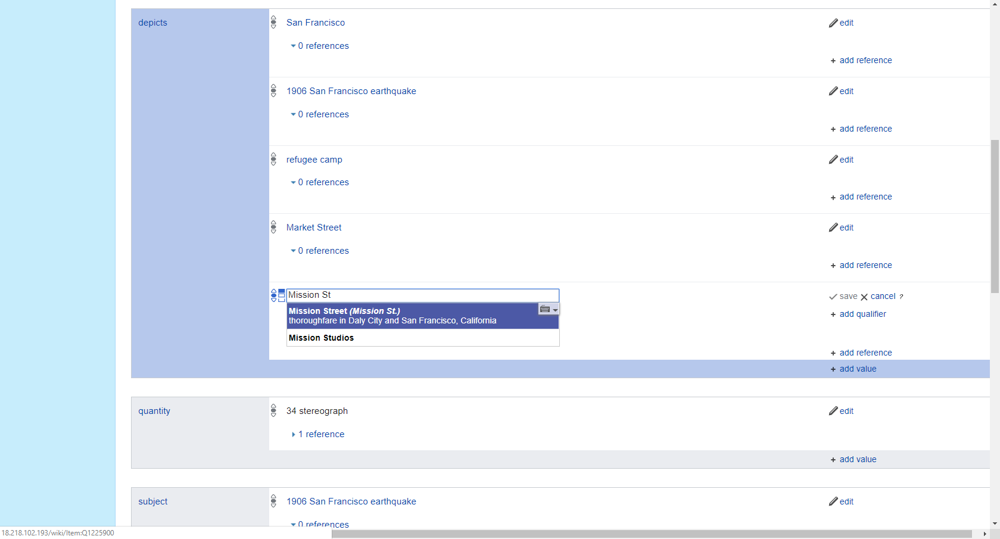 depicts
San Francisco
edit
0 references
+ add reference
1906 San Francisco earthquake
edit
0 references
+ add reference
refugee camp
edit
0 references
+ add reference
Market Street
edit
0 references
+ add reference
Mission St
save cancel ?
Mission Street (Mission St.)
thoroughfare in Daly City and San Francisco, California
+ add qualifier
Mission Studios
+ add reference
+ add value
quantity
34 stereograph
edit
1 reference
+ add value
subject
1906 San Francisco earthquake
edit
0 references
18.218.102.193/wiki/Item:Q1225900